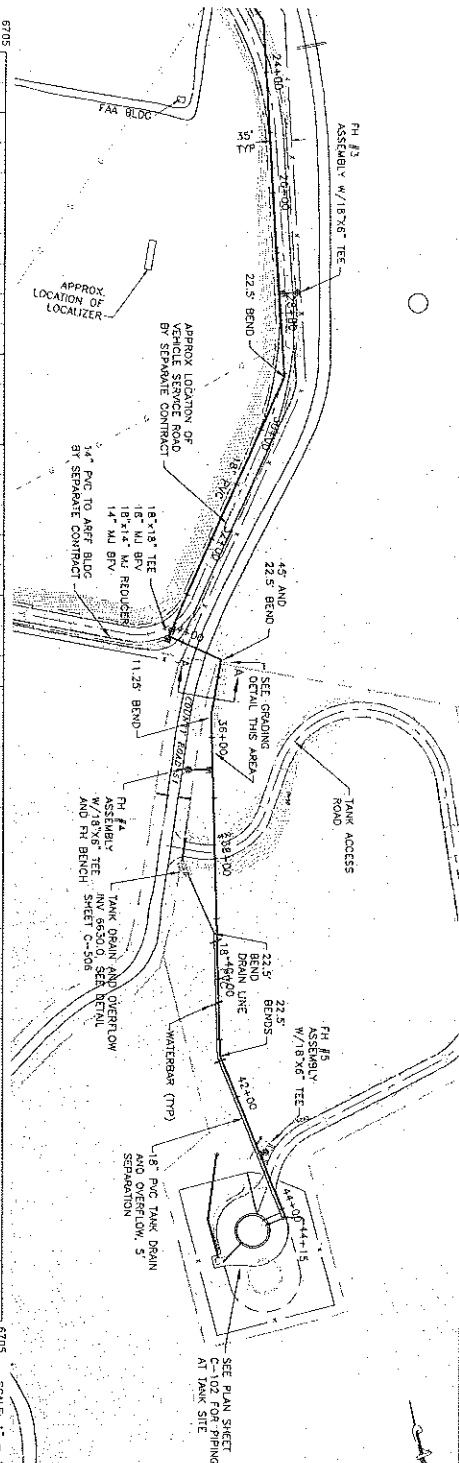 6705
FAA BLDG
24+00
35'
TYP
26+00
FH #3
ASSEMBLY W/18"X6" TEE
28+00
22.5° BEND
APPROX.
LOCATION OF
LOCALIZER
APPROX LOCATION OF
VEHICLE SERVICE ROAD
BY SEPARATE CONTRACT
30+00
18" PVC
32+00
14" PVC TO ARFF BLDG
BY SEPARATE CONTRACT
18"x18" TEE
18" MJ BFV
18"x14" MJ REDUCER
14" MJ BFV
45° AND
22.5° BEND
A
SEE GRADING
DETAIL THIS AREA
11.25° BEND
36+00
TANK ACCESS
ROAD
FH #4
ASSEMBLY
W/18"X6" TEE
AND FH BENCH
38+00
TANK DRAIN AND OVERFLOW
INV 6630.0, SEE DETAIL
SHEET C-506
22.5°
BEND
DRAIN LINE
40+00
22.5°
BENDS
WATERBAR (TYP)
FH #5
ASSEMBLY
W/18"X6" TEE
42+00
18" PVC TANK DRAIN
AND OVERFLOW, 5'
SEPARATION
44+00
44+15
SEE PLAN SHEET
C-102 FOR PIPING
AT TANK SITE
6705